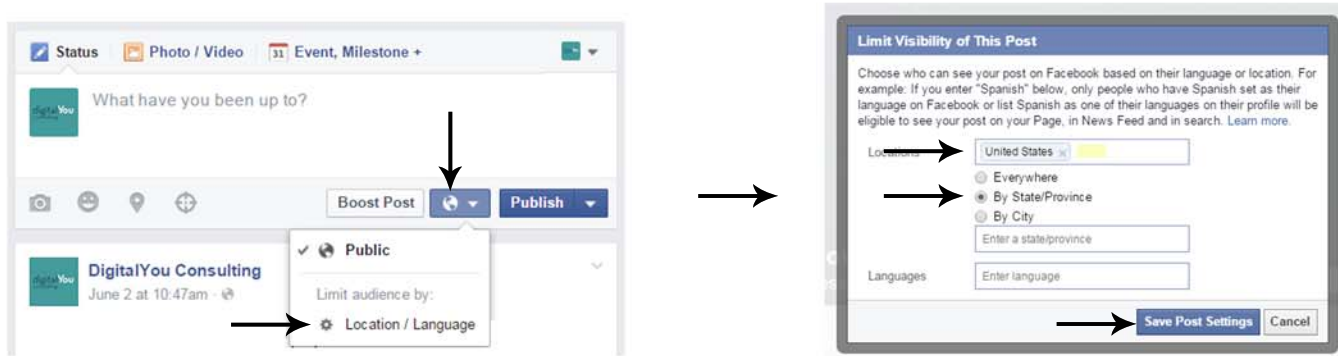 Status Photo / Video 31 Event, Milestone +
What have you been up to?
Boost Post Publish
Public
Limit audience by:
Location / Language
DigitalYou Consulting
June 2 at 10:47am
Limit Visibility of This Post
Choose who can see your post on Facebook based on their language or location. For
example: If you enter "Spanish" below, only people who have Spanish set as their
language on Facebook or list Spanish as one of their languages on their profile will be
eligible to see your post on your Page, in News Feed and in search. Learn more.
Locations United States
Everywhere
By State/Province
By City
Enter a state/province
Languages Enter language
Save Post Settings Cancel